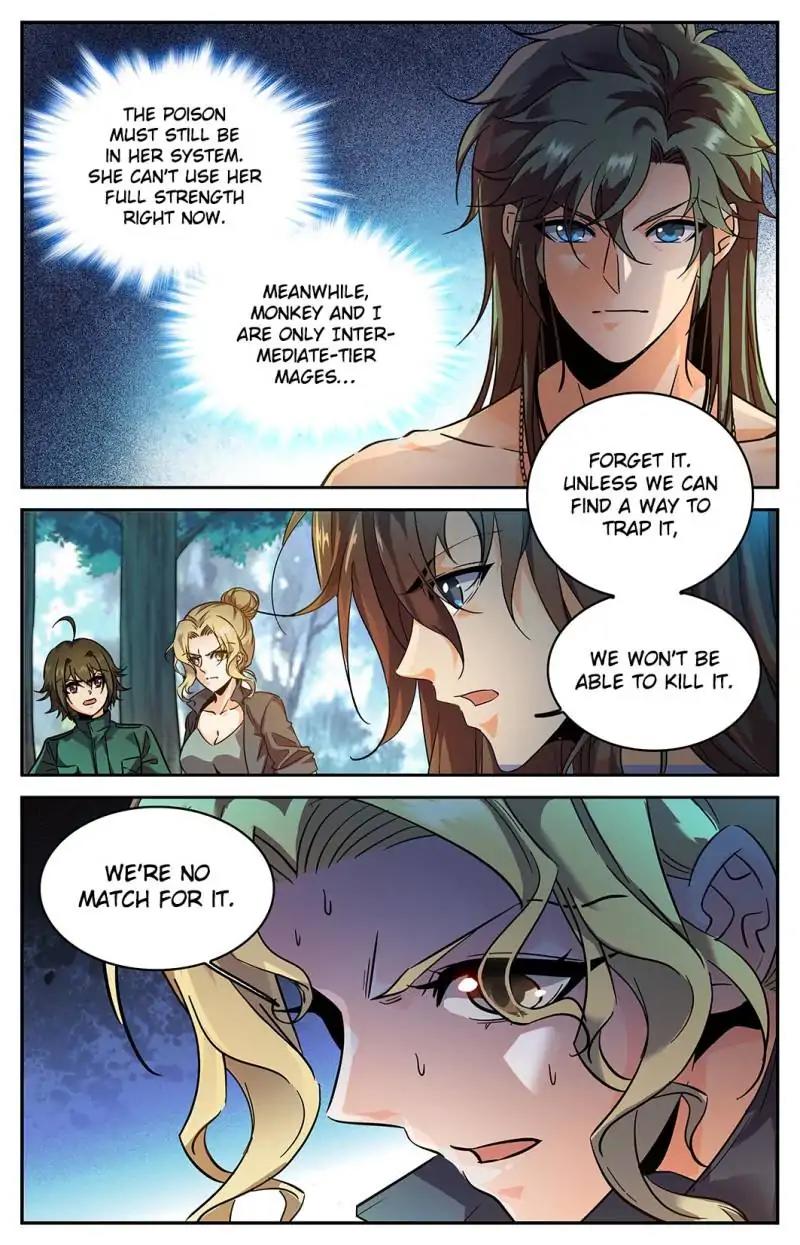 THE POISON
MUST STILL BE
IN HER SYSTEM.
SHE CAN'T USE HER
FULL STRENGTH
RIGHT NOW.
MEANWHILE,
MONKEY AND I
ARE ONLY INTER-
MEDIATE-TIER
MAGES...
FORGET IT.
UNLESS WE CAN
FIND A WAY TO
TRAP IT,
WE WON'T BE
ABLE TO KILL IT.
WE'RE NO
MATCH FOR IT.